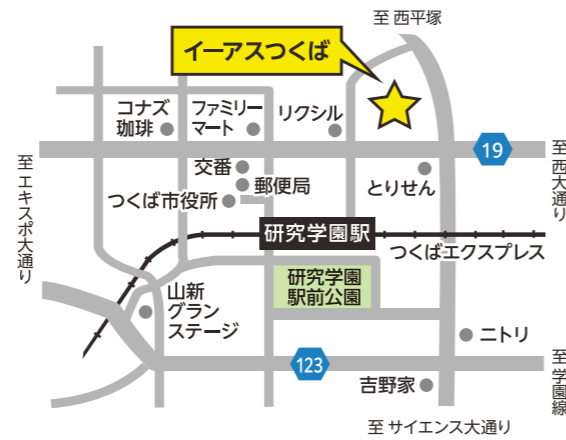 至 西平塚
イーアスつくば
コナズ
珈琲
ファミリー
マート
リクシル
19
至 西大通り
至 エキスポ大通り
交番
郵便局
つくば市役所
とりせん
研究学園駅
つくばエクスプレス
研究学園
駅前公園
山新
グラン
ステージ
ニトリ
123
至 学園線
吉野家
至 サイエンス大通り